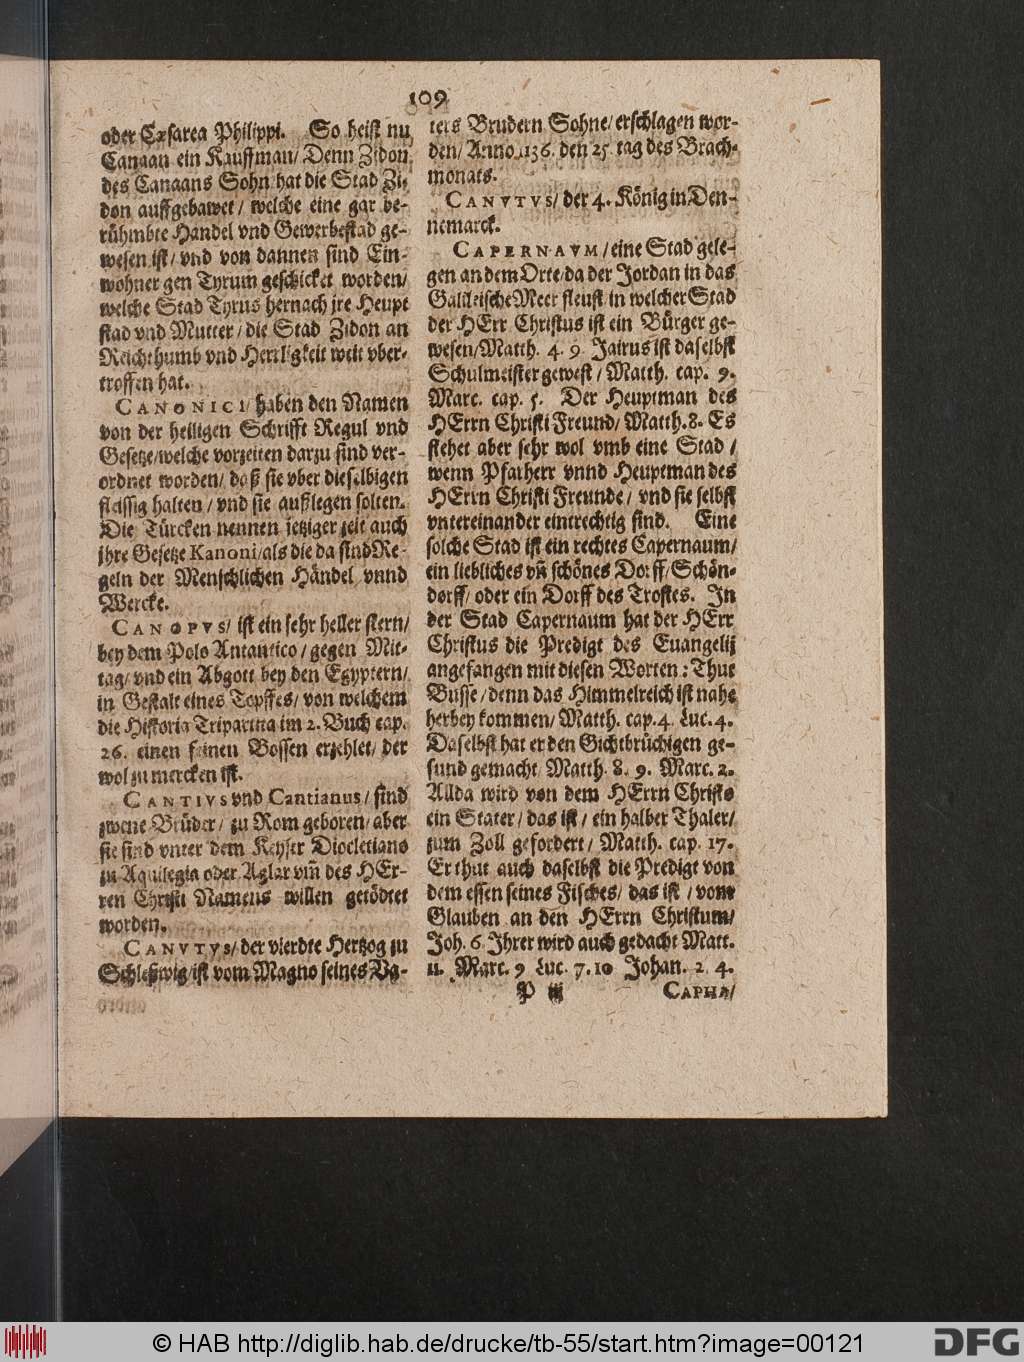 109
oder Cæsarea Philippi. So heist nu
Canaan ein Kauffman/ Denn Zidon
des Canaans Sohn hat die Stad Zi-
don auffgebawet / welche eine gar be-
rühmbte Handel vnd Gewerbestad ge-
wesen ist / vnd von dannen sind Ein-
wohner gen Tyrum geschicket worden/
welche Stad Tyrus hernach jre Heupt
stad vnd Mutter / die Stad Zidon an
Reichthumb vnd Herrligkeit weit vber-
troffen hat.
CANONICI/ haben den Namen
von der heiligen Schrifft Regul vnd
Gesetze/welche vorzeiten darzu sind ver-
ordnet worden/ daß sie vber dieselbigen
fleissig halten / vnd sie außlegen solten.
Die Türcken nennen jetziger zeit auch
jhre Gesetze Kanoni/als die da sind Re-
geln der Menschlichen Händel vnnd
Wercke.
CANOPVS/ ist ein sehr heller stern/
bey dem Polo Antantico / gegen Mit-
tag/ vnd ein Abgott bey den Egyptern/
in Gestalt eines Topffes/ von welchem
die Historia Tripartita im 2. Buch cap.
26. einen feinen Bossen erzehlet/ der
wol zu mercken ist.
CANTIVS vnd Cantianus/ sind
zwene Brüder/ zu Rom geboren/ aber
sie sind vnter dem Keyser Diocletiano
zu Aquilegia oder Aglar vm̃ des HEr-
ren Christi Namens willen getödtet
worden.
CANVTVS/ der vierdte Hertzog zu
Schleßwig/ist vom Magno seines Vg-
ters Brudern Sohne/ erschlagen wor-
den/ Anno 1136. den 25. tag des Brach-
monats.
CANVTVS/ der 4. König in Den-
nemarck.
CAPERNAVM/ eine Stad gele-
gen an dem Orte/da der Jordan in das
Galileische Meer fleust in welcher Stad
der HErr Christus ist ein Bürger ge-
wesen/Matth. 4. 9 Jairus ist daselbst
Schulmeister gewest / Matth. cap. 9.
Marc. cap. 5. Der Heuptman des
HErrn Christi Freund/ Matth.8. Es
stehet aber sehr wol vmb eine Stad /
wenn Pfarherr vnnd Heuptman des
HErrn Christi Freunde/ vnd sie selbst
vntereinander eintrechtig sind. Eine
solche Stad ist ein rechtes Capernaum/
ein liebliches vñ schönes Dorff/Schön-
dorff/ oder ein Dorff des Trostes. In
der Stad Capernaum hat der HErr
Christus die Predigt des Euangelij
angefangen mit diesen Worten: Thut
Busse / denn das Himmelreich ist nahe
herbey kommen/ Matth. cap.4. Luc. 4.
Daselbst hat er den Gichtbrüchigen ge-
sund gemacht Matth. 8. 9. Marc. 2.
Allda wird von dem HErrn Christo
ein Stater/ das ist / ein halber Thaler/
zum Zoll gefordert / Matth. cap. 17.
Er thut auch daselbst die Predigt von
dem essen seines Fisches/ das ist / vom
Glauben an den HErrn Christum/
Joh. 6 Jhrer wird auch gedacht Matt.
11. Marc. 9 Luc. 7. 10 Johan. 2 4.
P iij CAPHA/
© HAB http://diglib.hab.de/drucke/tb-55/start.htm?image=00121
DFG